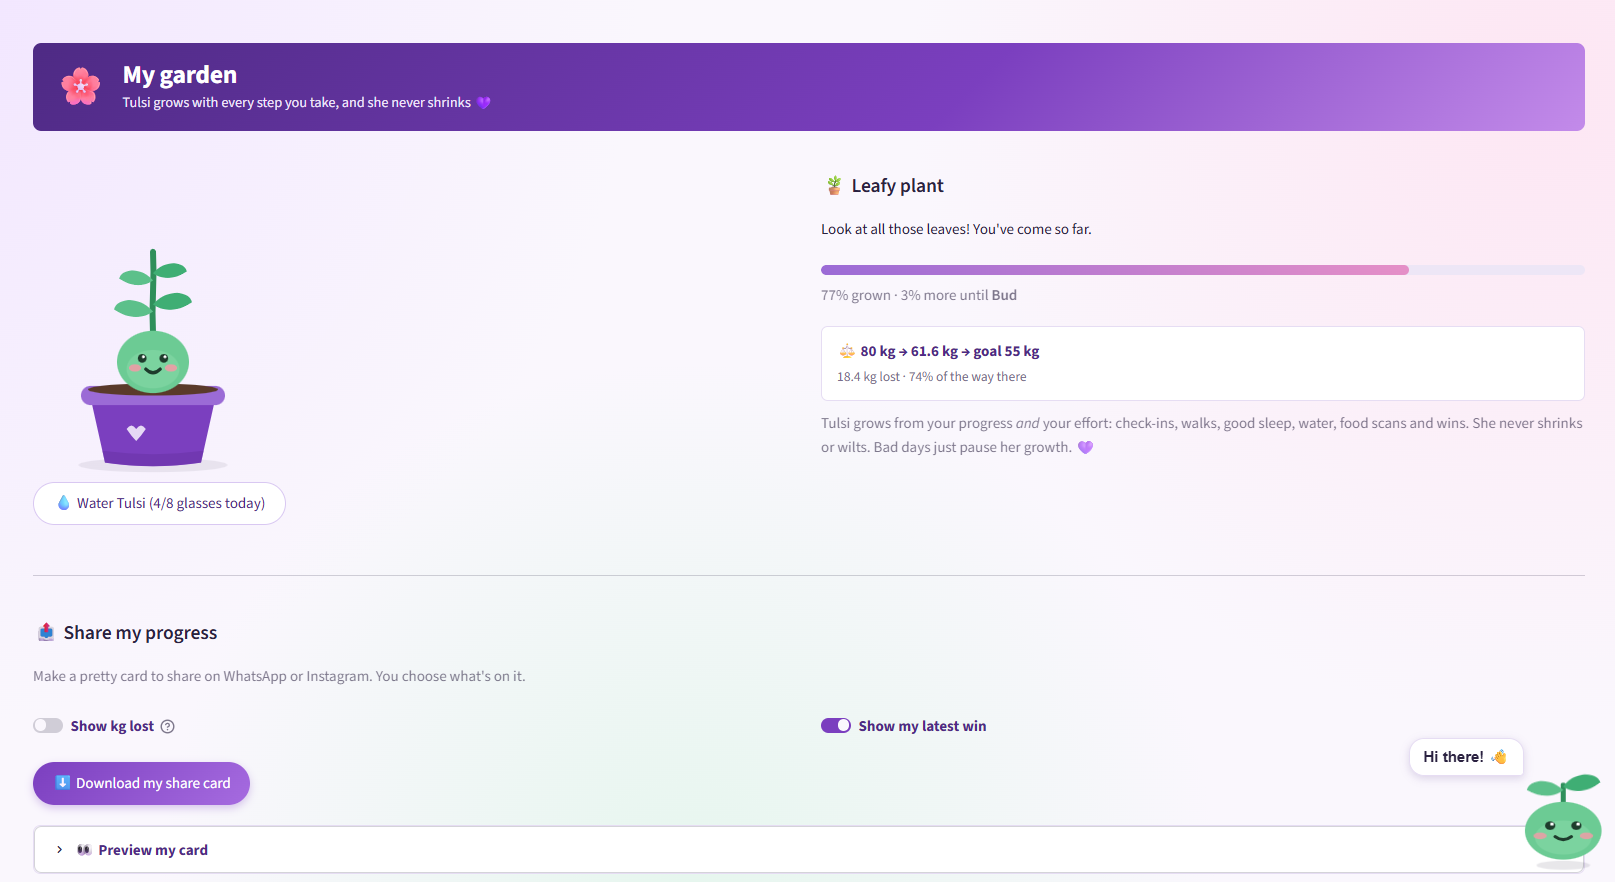 My garden
Tulsi grows with every step you take, and she never shrinks 💜
Leafy plant
Look at all those leaves! You've come so far.
77% grown · 3% more until Bud
80 kg → 61.6 kg → goal 55 kg
18.4 kg lost · 74% of the way there
Tulsi grows from your progress and your effort: check-ins, walks, good sleep, water, food scans and wins. She never shrinks
or wilts. Bad days just pause her growth. 💜
Water Tulsi (4/8 glasses today)
Share my progress
Make a pretty card to share on WhatsApp or Instagram. You choose what's on it.
Show kg lost
Show my latest win
Hi there! 👋
Download my share card
Preview my card